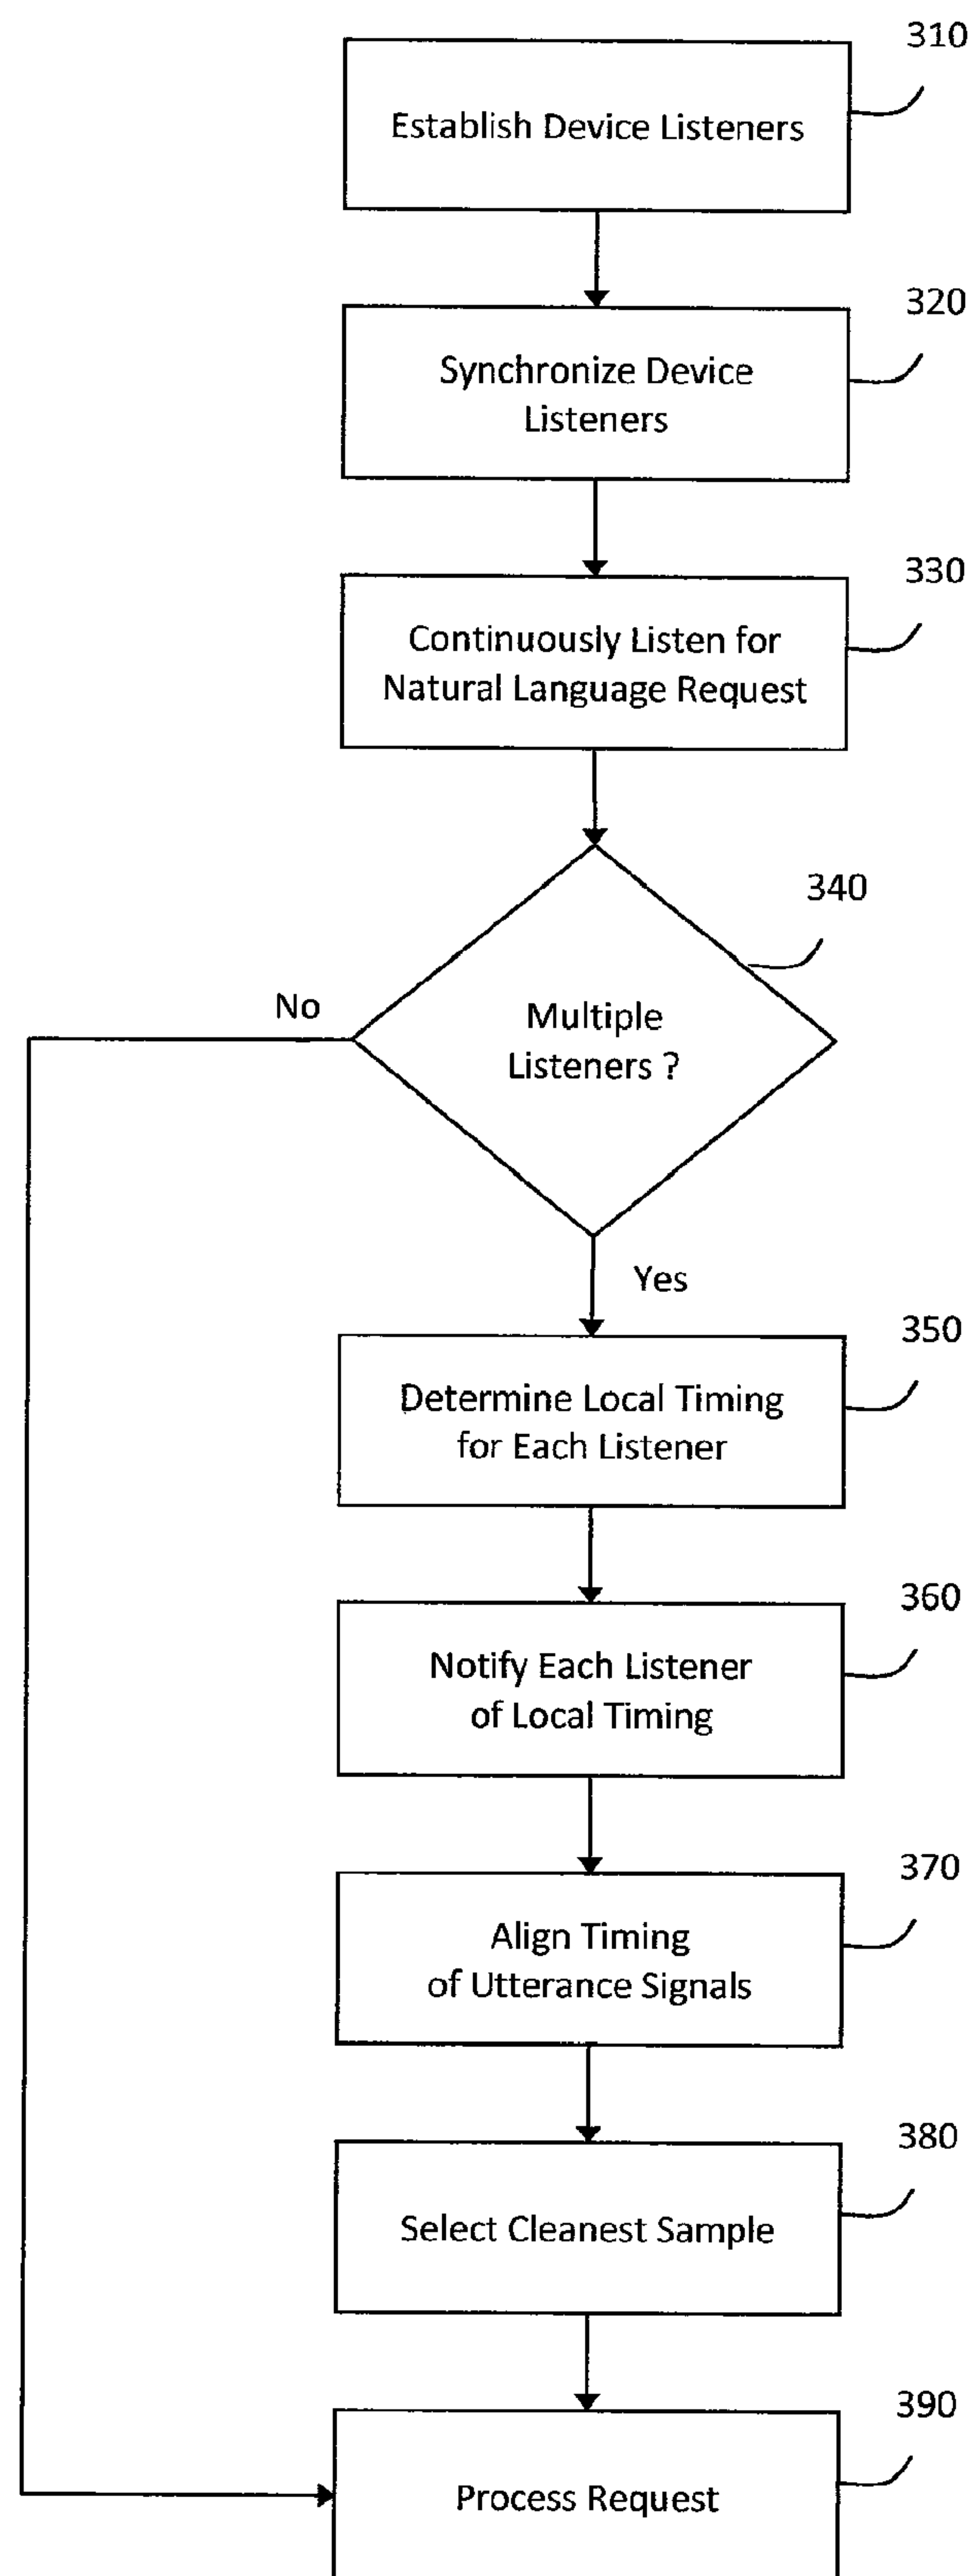 310
Establish Device Listeners
320
Synchronize Device
Listeners
330
Continuously Listen for
Natural Language Request
340
No
Multiple
Listeners ?
Yes
350
Determine Local Timing
for Each Listener
360
Notify Each Listener
of Local Timing
370
Align Timing
of Utterance Signals
380
Select Cleanest Sample
390
Process Request